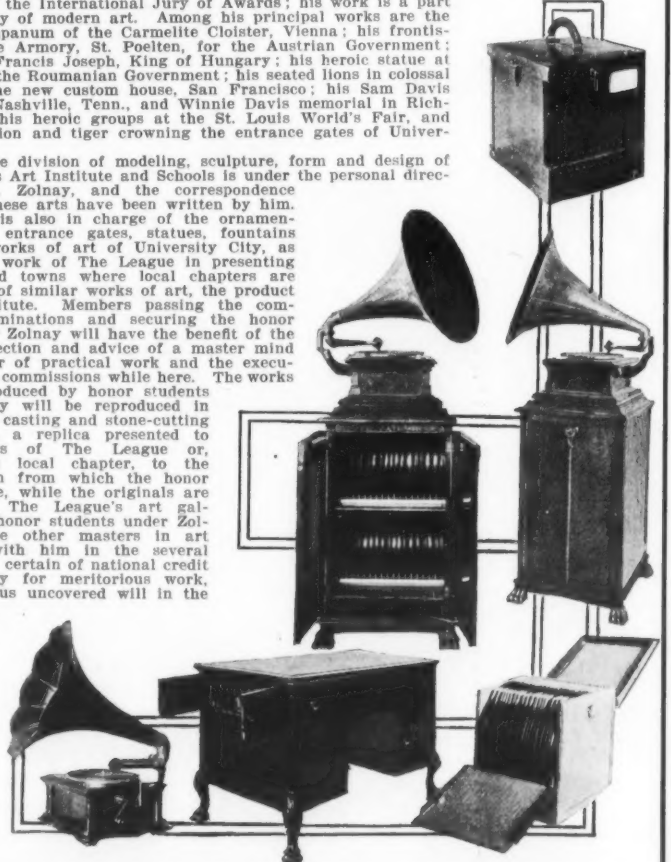 the International Jury of Awards; his work is a part
y of modern art. Among his principal works are the
panum of the Carmelite Cloister, Vienna; his frontis-
e Armory, St. Poelten, for the Austrian Government;
Francis Joseph, King of Hungary; his heroic statue at
the Roumanian Government; his seated lions in colossal
he new custom house, San Francisco; his Sam Davis
Nashville, Tenn., and Winnie Davis memorial in Rich-
his heroic groups at the St. Louis World's Fair, and
ion and tiger crowning the entrance gates of Univer-
e division of modeling, sculpture, form and design of
s Art Institute and Schools is under the personal direc-
Zolnay, and the correspondence
hese arts have been written by him.
is also in charge of the ornamen-
entrance gates, statues, fountains
works of art of University City, as
work of The League in presenting
d towns where local chapters are
of similar works of art, the product
itute. Members passing the com-
minations and securing the honor
Zolnay will have the benefit of the
ection and advice of a master mind
r of practical work and the execu-
commissions while here. The works
oduced by honor students
y will be reproduced in
casting and stone-cutting
a replica presented to
s of The League or,
local chapter, to the
n from which the honor
e, while the originals are
The League's art gal-
honor students under Zol-
e other masters in art
with him in the several
certain of national credit
y for meritorious work,
us uncovered will in the